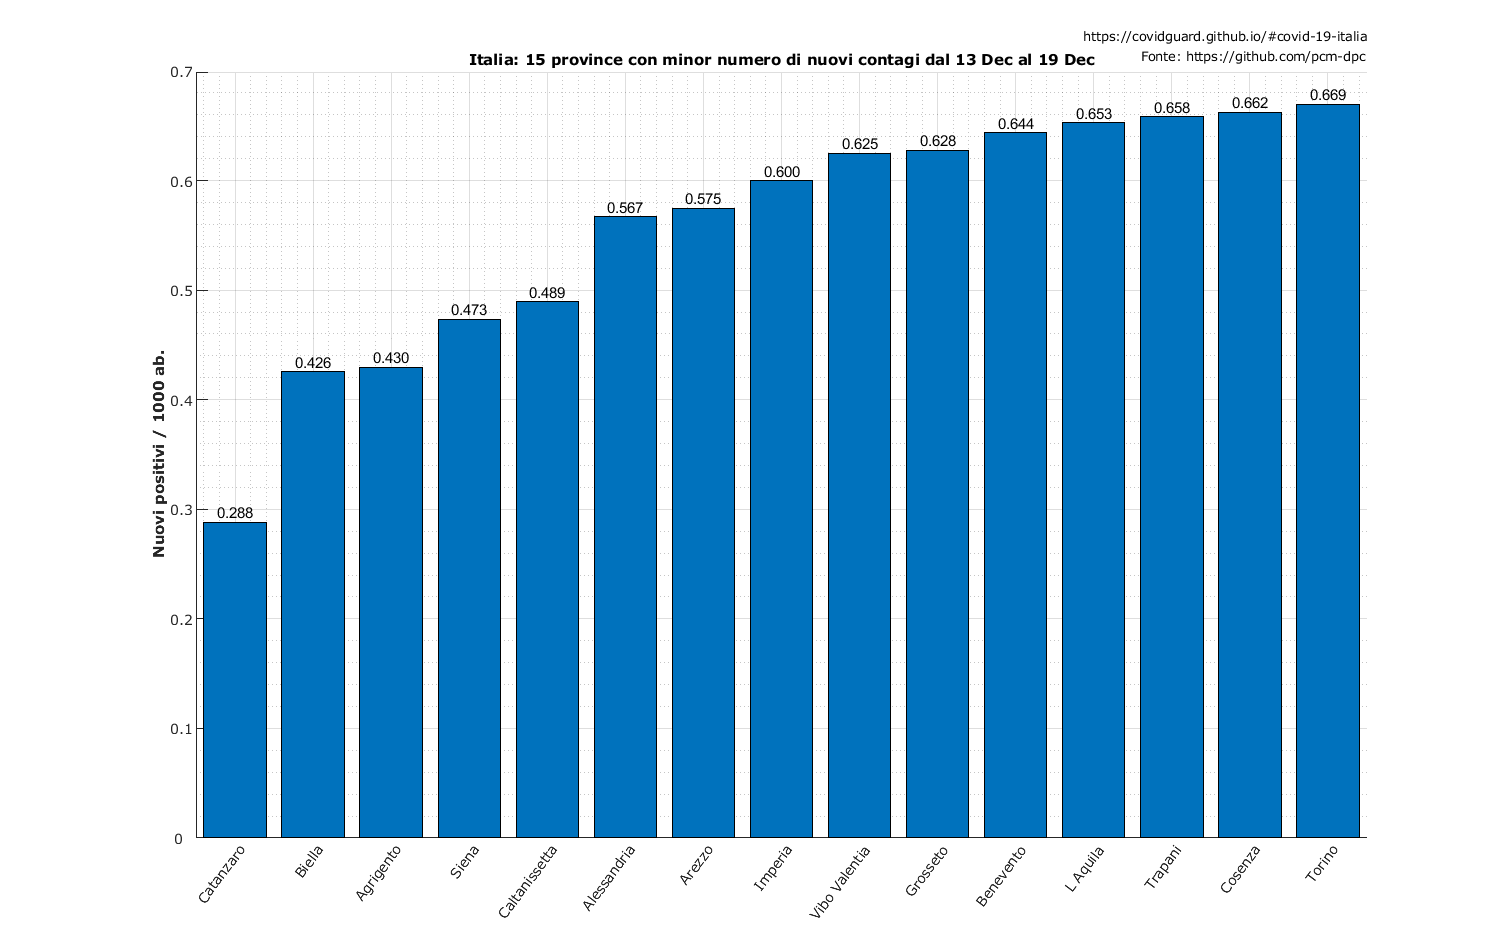 https://covidguard.github.io/#covid-19-italia
Fonte: https://github.com/pcm-dpc
Italia: 15 province con minor numero di nuovi contagi dal 13 Dec al 19 Dec
Nuovi positivi / 1000 ab.
0.7
0.6
0.5
0.4
0.3
0.2
0.1
0
0.288
0.426
0.430
0.473
0.489
0.567
0.575
0.600
0.625
0.628
0.644
0.653
0.658
0.662
0.669
Catanzaro
Biella
Agrigento
Siena
Caltanissetta
Alessandria
Arezzo
Imperia
Vibo Valentia
Grosseto
Benevento
L Aquila
Trapani
Cosenza
Torino